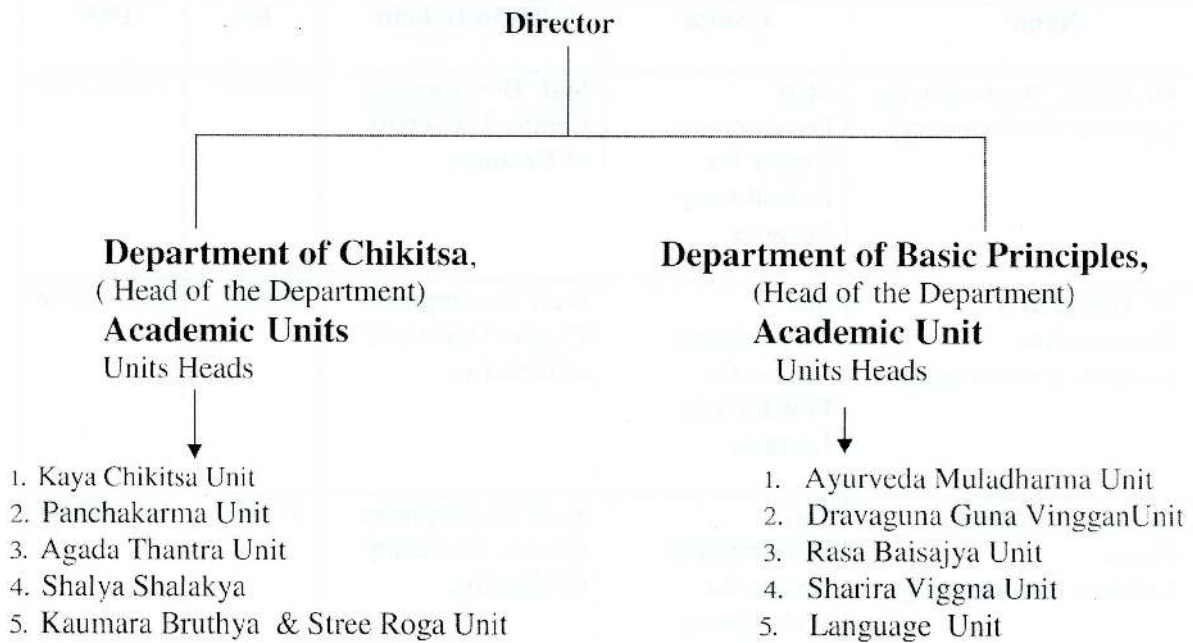 Director
Department of Chikitsa,
( Head of the Department)
Academic Units
Units Heads
1. Kaya Chikitsa Unit
2. Panchakarma Unit
3. Agada Thantra Unit
4. Shalya Shalakya
5. Kaumara Bruthya & Stree Roga Unit
Department of Basic Principles,
(Head of the Department)
Academic Unit
Units Heads
1. Ayurveda Muladharma Unit
2. Dravaguna Guna VingganUnit
3. Rasa Baisajya Unit
4. Sharira Viggna Unit
5. Language Unit